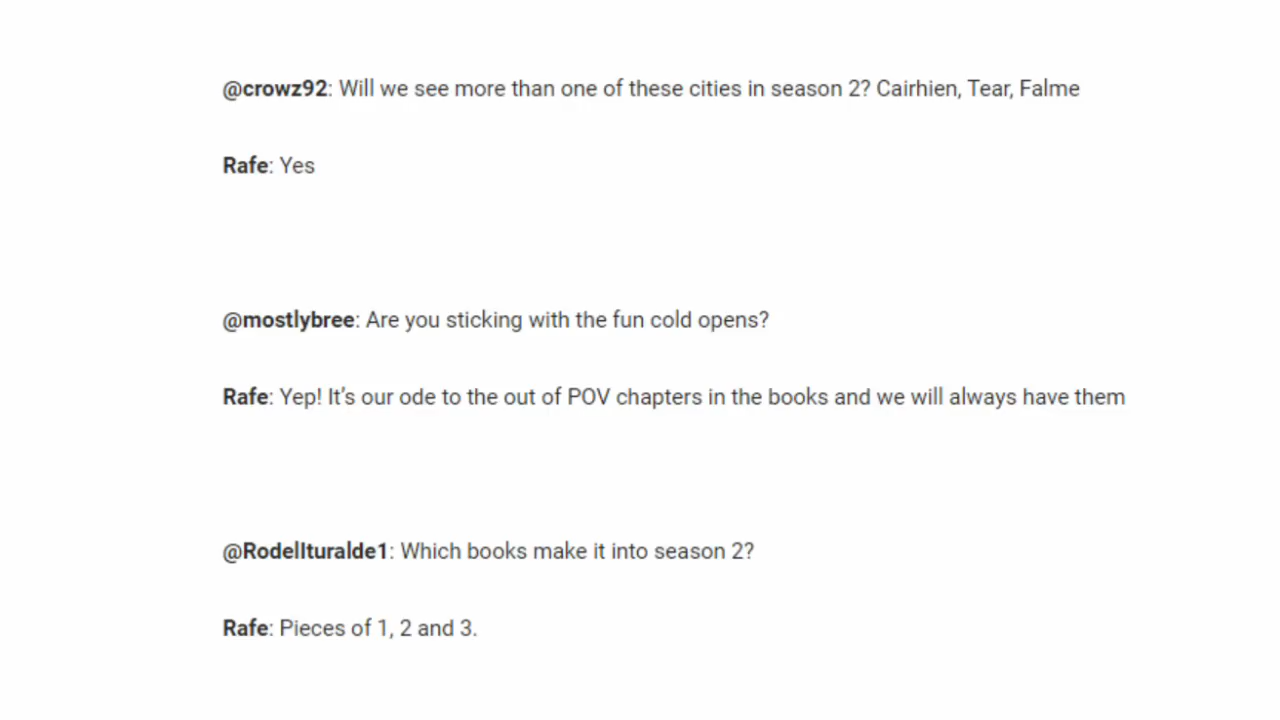 @crowz92: Will we see more than one of these cities in season 2? Cairhien, Tear, Falme
Rafe: Yes
@mostlybree: Are you sticking with the fun cold opens?
Rafe: Yep! It's our ode to the out of POV chapters in the books and we will always have them
@RodelIturalde1: Which books make it into season 2?
Rafe: Pieces of 1, 2 and 3.